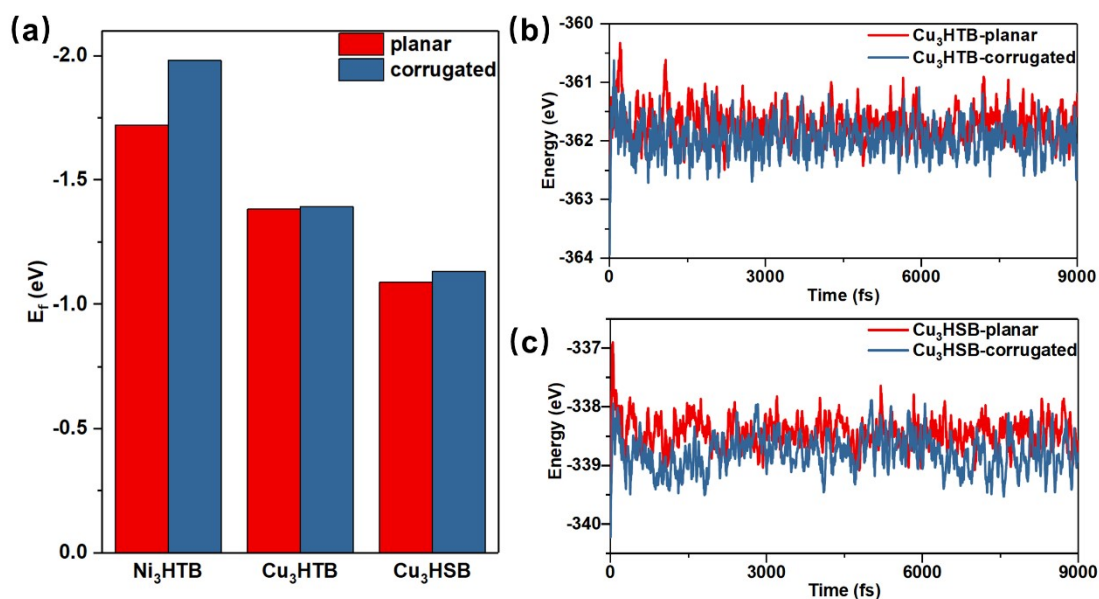 (a)
planar
corrugated
-2.0
-1.5
-1.0
-0.5
0.0
E_f (eV)
Ni₃HTB Cu₃HTB Cu₃HSB
(b)
Cu₃HTB-planar
Cu₃HTB-corrugated
-360
-361
-362
-363
-364
Energy (eV)
0 3000 6000 9000
Time (fs)
(c)
Cu₃HSB-planar
Cu₃HSB-corrugated
-337
-338
-339
-340
Energy (eV)
0 3000 6000 9000
Time (fs)